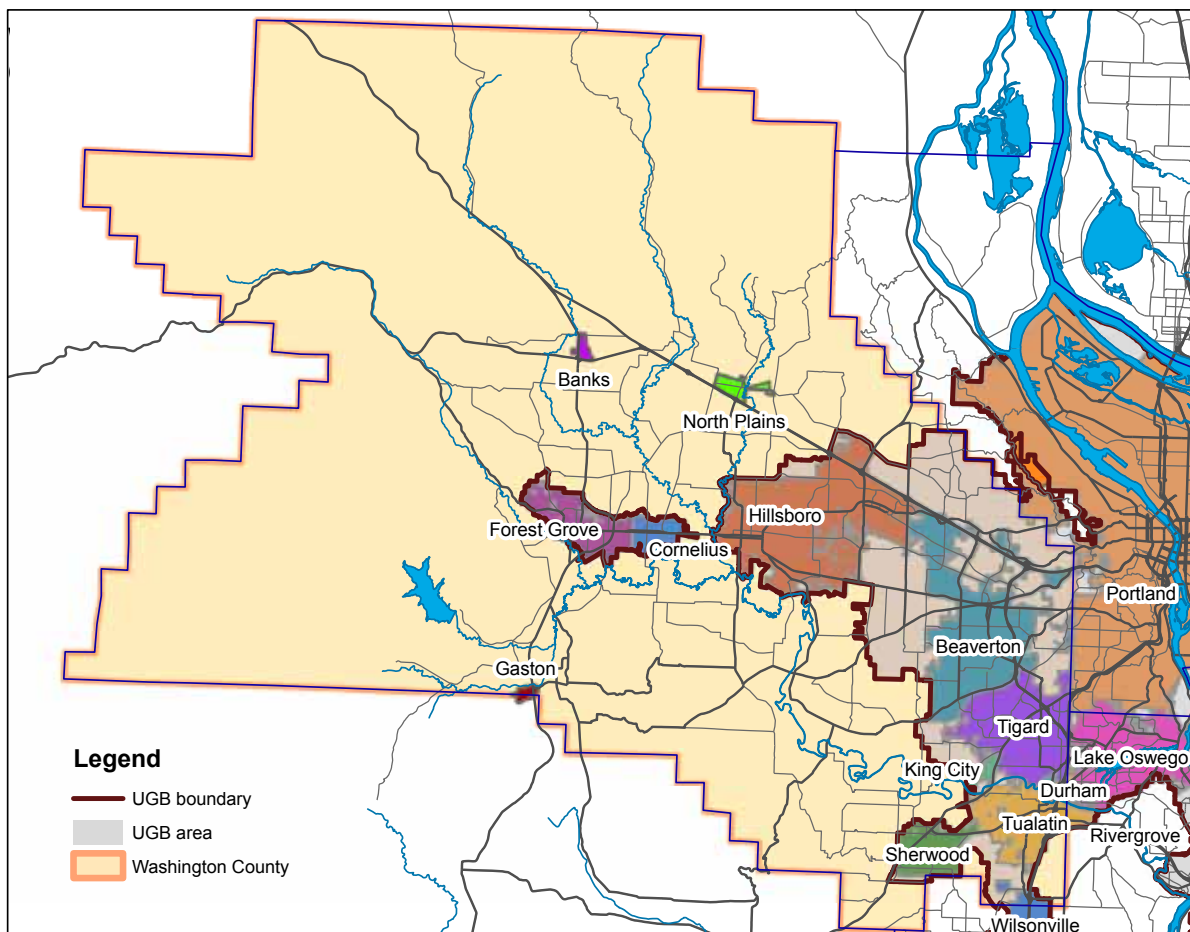 Banks
North Plains
Hillsboro
Forest Grove
Cornelius
Portland
Beaverton
Gaston
Tigard
Lake Oswego
King City
Durham
Tualatin
Rivergrove
Sherwood
Wilsonville
Legend
UGB boundary
UGB area
Washington County